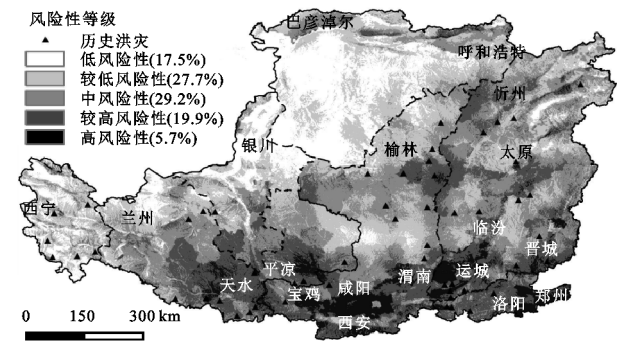 风险性等级
历史洪灾
低风险性(17.5%)
较低风险性(27.7%)
中风险性(29.2%)
较高风险性(19.9%)
高风险性(5.7%)
巴彦淖尔
呼和浩特
忻州
银川
榆林
太原
西宁
兰州
临汾
晋城
天水
平凉
宝鸡
咸阳
渭南
运城
西安
洛阳
郑州
0 150 300 km